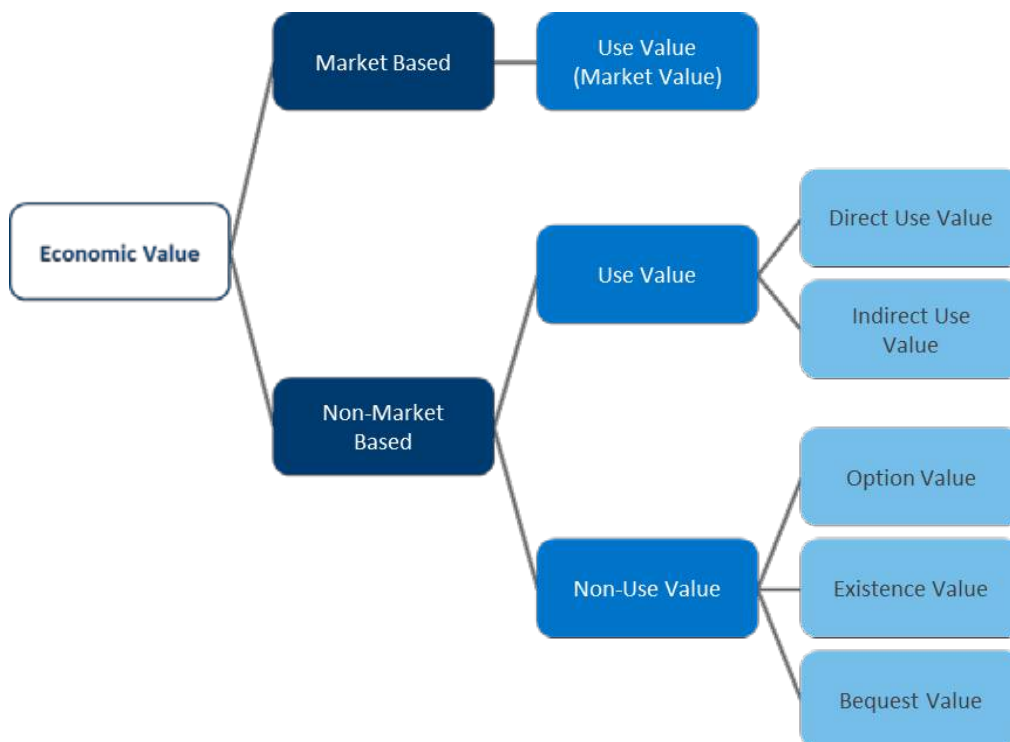 Market Based
Use Value
(Market Value)
Economic Value
Direct Use Value
Use Value
Indirect Use
Value
Non-Market
Based
Option Value
Non-Use Value
Existence Value
Bequest Value